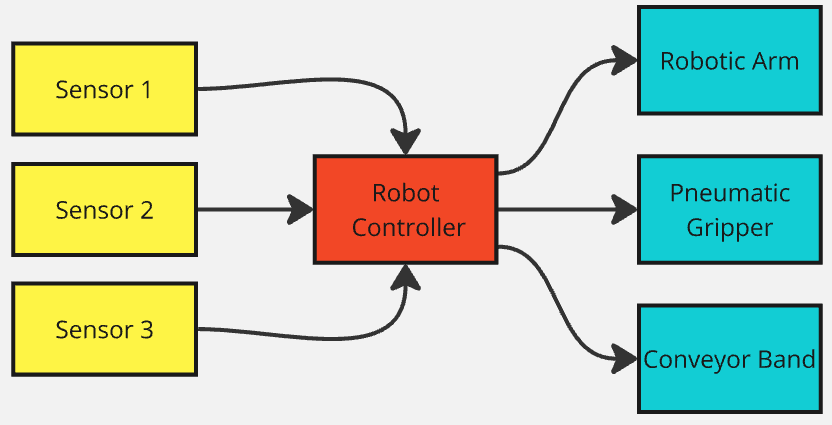 Sensor 1
Sensor 2
Sensor 3
Robot
Controller
Robotic Arm
Pneumatic
Gripper
Conveyor Band